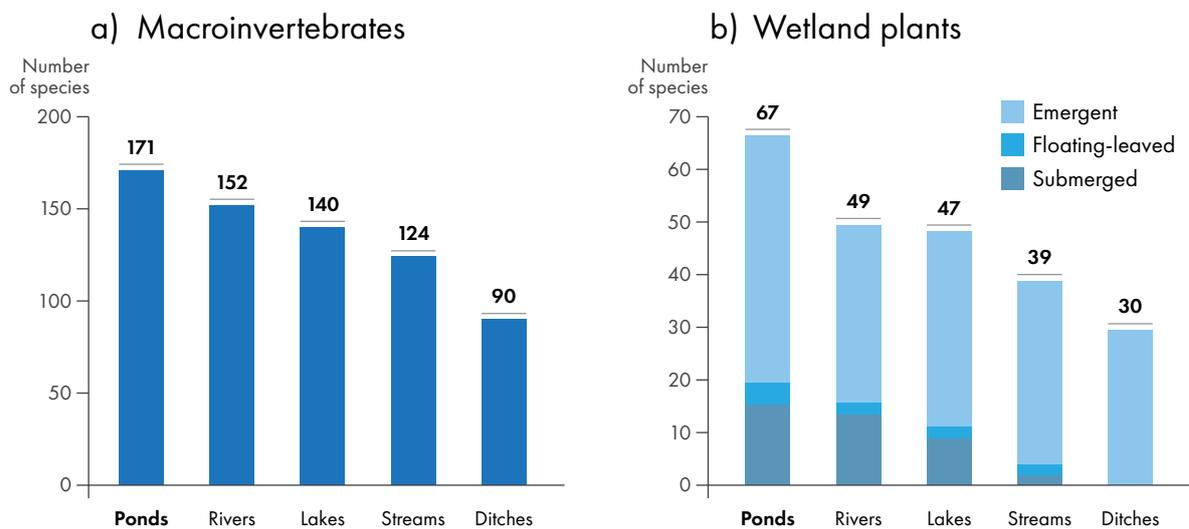 a) Macroinvertebrates
Number
of species
200
150
100
50
0
171
152
140
124
90
Ponds Rivers Lakes Streams Ditches
b) Wetland plants
Number
of species
70
60
50
40
30
20
10
0
67
49
47
39
30
Emergent
Floating-leaved
Submerged
Ponds Rivers Lakes Streams Ditches